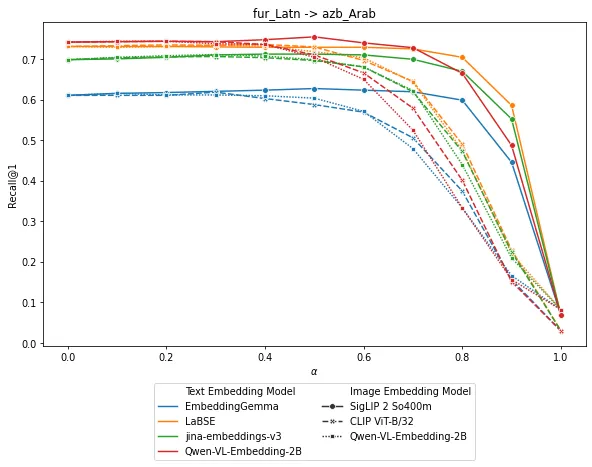 fur_Latn -> azb_Arab
Recall@1
0.7
0.6
0.5
0.4
0.3
0.2
0.1
0.0
0.0 0.2 0.4 0.6 0.8 1.0
α
Text Embedding Model Image Embedding Model
EmbeddingGemma SigLIP 2 So400m
LaBSE CLIP ViT-B/32
jina-embeddings-v3 Qwen-VL-Embedding-2B
Qwen-VL-Embedding-2B